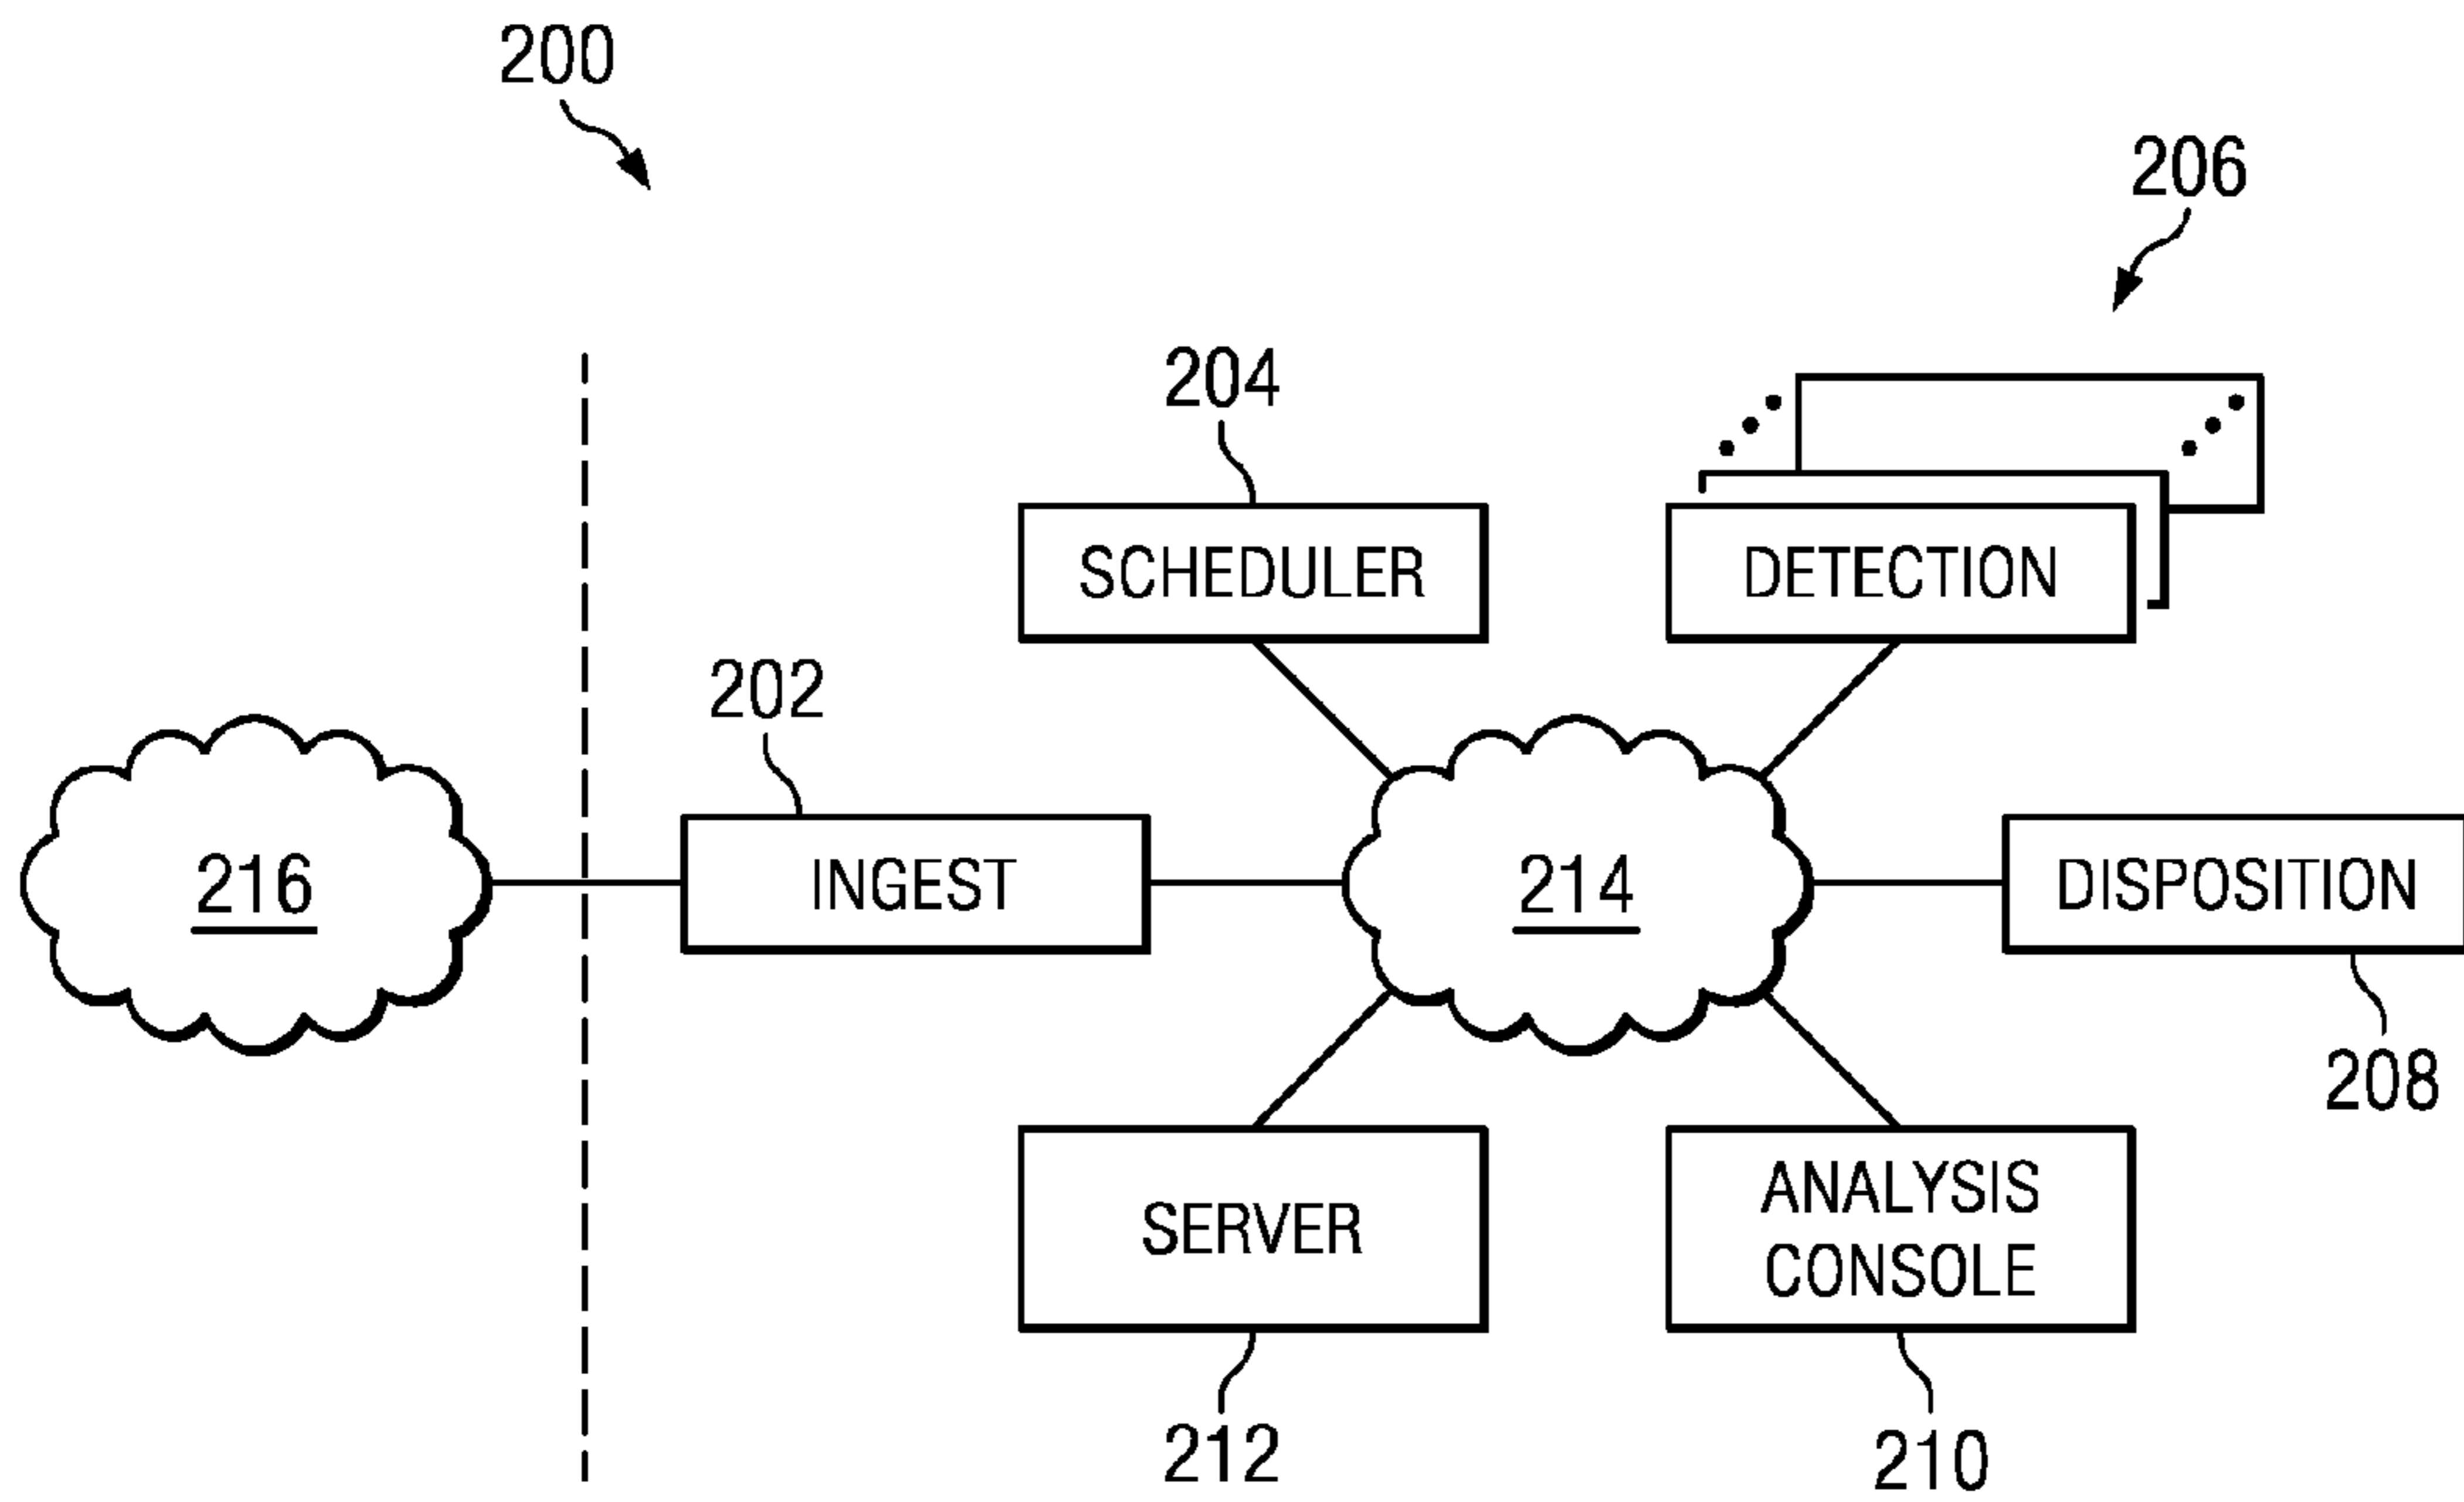 200
206
204
SCHEDULER
DETECTION
202
216
INGEST
214
DISPOSITION
208
SERVER
ANALYSIS
CONSOLE
212
210